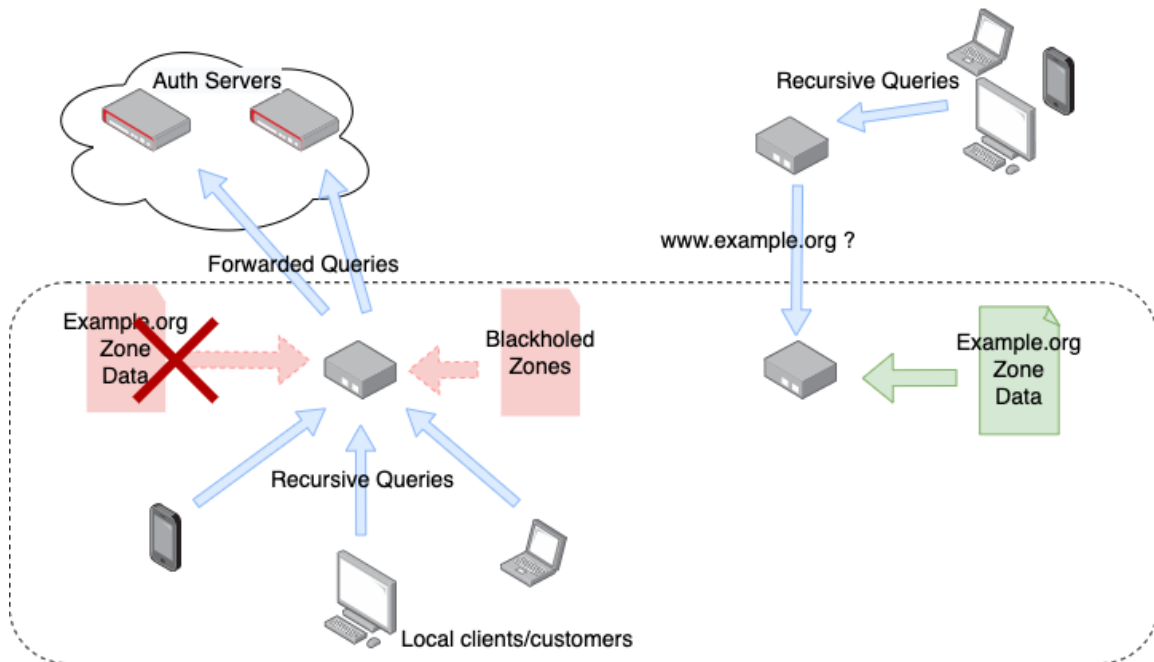 Auth Servers
Recursive Queries
www.example.org ?
Forwarded Queries
Example.org
Zone
Data
Blackholed
Zones
Example.org
Zone
Data
Recursive Queries
Local clients/customers